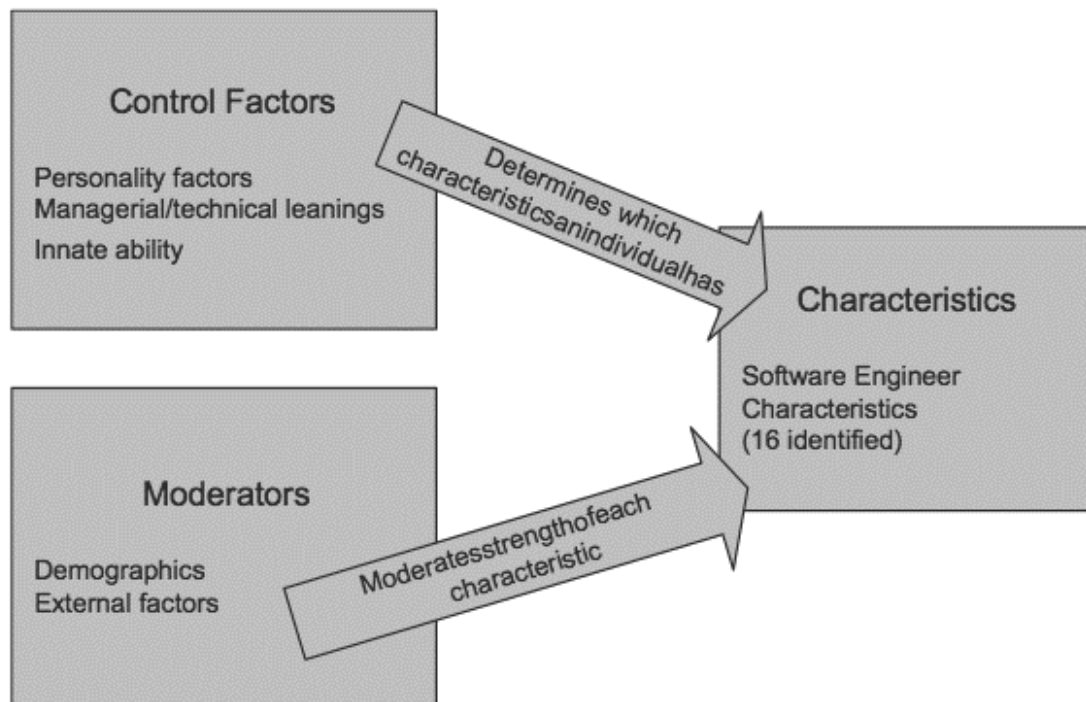 Control Factors
Personality factors
Managerial/technical leanings
Innate ability
Determines which
characteristicsanindividualhas
Characteristics
Software Engineer
Characteristics
(16 identified)
Moderators
Demographics
External factors
Moderatesstrengthofeach
characteristic